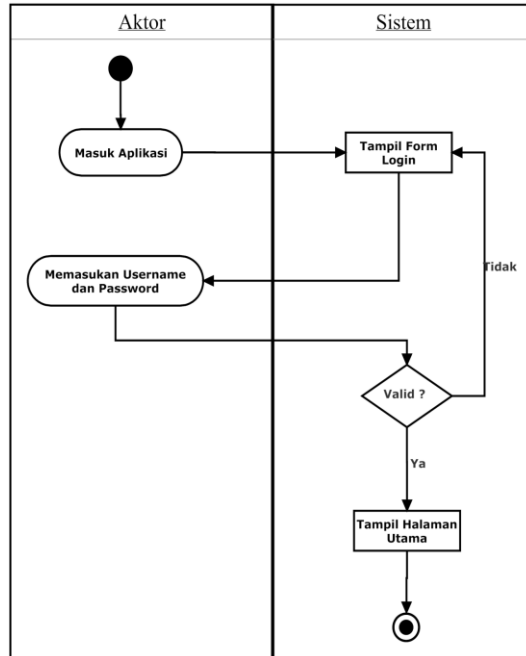 Aktor
Sistem
Masuk Aplikasi
Tampil Form
Login
Memasukan Username
dan Password
Tidak
Valid ?
Ya
Tampil Halaman
Utama